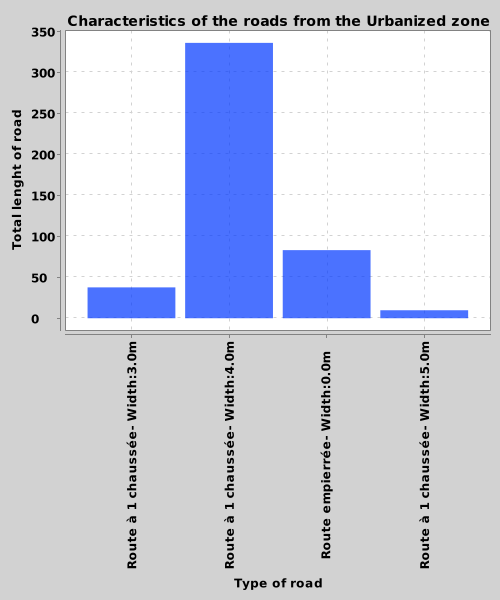 Characteristics of the roads from the Urbanized zone
350
300
250
200
150
100
50
0
Total lenght of road
Route à 1 chaussée- Width:3.0m
Route à 1 chaussée- Width:4.0m
Route empierrée- Width:0.0m
Route à 1 chaussée- Width:5.0m
Type of road